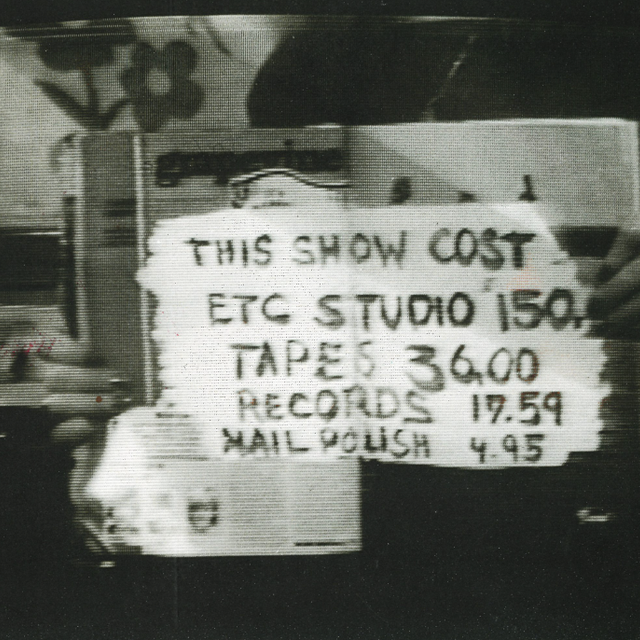 THIS SHOW COST
ETC STUDIO 150.
TAPES 36.00
RECORDS 17.59
NAIL POLISH 4.95